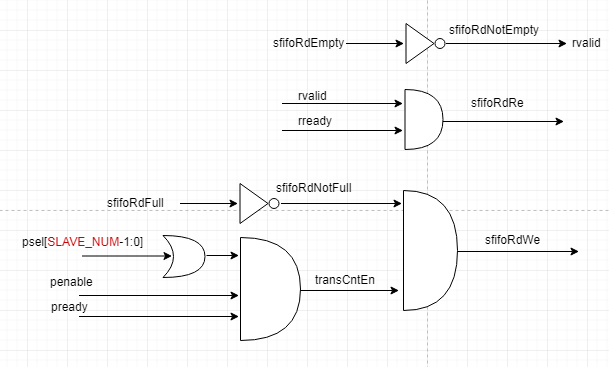 sfifoRdNotEmpty
sfifoRdEmpty
rvalid
rvalid
sfifoRdRe
rready
sfifoRdNotFull
sfifoRdFull
psel[SLAVE_NUM-1:0]
sfifoRdWe
penable
transCntEn
pready